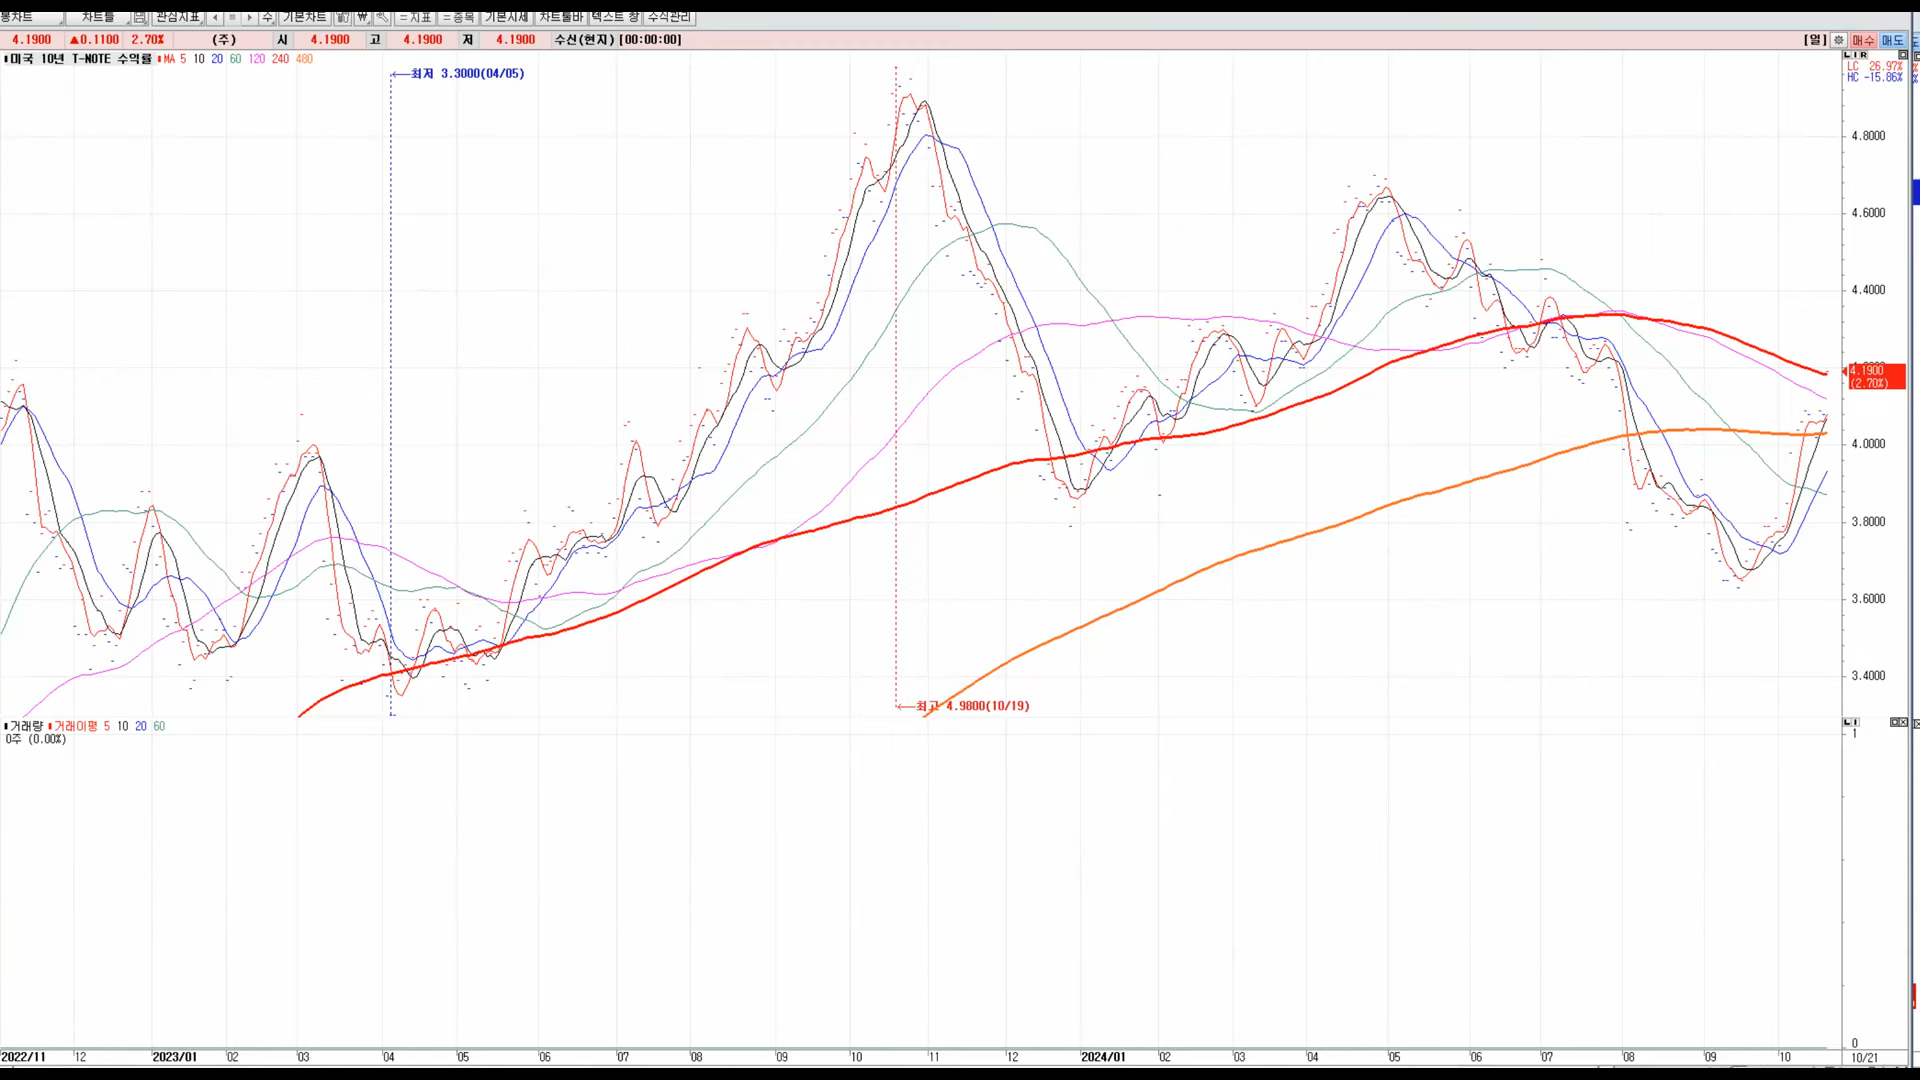 봉차트 차트틀 관심지표 수 기본차트 ₩ =지표 =종목 기본시세 차트툴바 텍스트 창 수식관리
4.1900 ▲0.1100 2.70% (주) 시 4.1900 고 4.1900 저 4.1900 수신(현지) [00:00:00] [일] 매수 매도
미국 10년 T-NOTE 수익률 MA 5 10 20 60 120 240 480
L I R
LC 26.97%
HC -15.86%
←최저 3.3000(04/05)
4.8000
4.6000
4.4000
4.1900
(2.70%)
4.0000
3.8000
3.6000
3.4000
←최고 4.9800(10/19)
거래량 거래이평 5 10 20 60
L I
0주 (0.00%)
1
0
2022/11 12 2023/01 02 03 04 05 06 07 08 09 10 11 12 2024/01 02 03 04 05 06 07 08 09 10 10/21